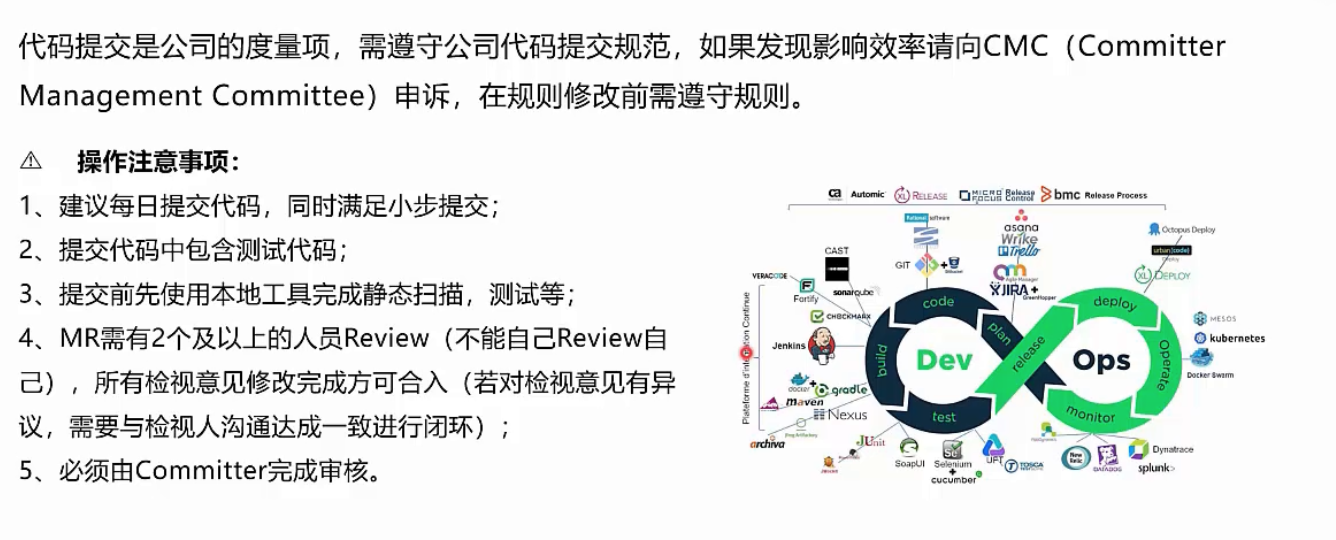 代码提交是公司的度量项，需遵守公司代码提交规范，如果发现影响效率请向CMC（Committer
Management Committee）申诉，在规则修改前需遵守规则。
⚠ 操作注意事项：
1、建议每日提交代码，同时满足小步提交；
2、提交代码中包含测试代码；
3、提交前先使用本地工具完成静态扫描，测试等；
4、MR需有2个及以上的人员Review（不能自己Review自
己），所有检视意见修改完成方可合入（若对检视意见有异
议，需要与检视人沟通达成一致进行闭环）；
5、必须由Committer完成审核。
ca Automic XL RELEASE MICRO FOCUS Release Control bmc Release Process
asana
Wrike
Trello
JIRA +
GIT +
CAST
VERACODE
Fortify
sonarqube
CHECKMARX
Jenkins
docker + gradle
maven
Nexus
archiva
JUnit
SoapUI
Selenium
+
cucumber
UFT
TOSCA
Octopus Deploy
urban{code}
Deploy
XL DEPLOY
MESOS
kubernetes
Docker Swarm
Dynatrace
splunk>
DATADOG
New Relic
code
plan
build
test
release
deploy
Operate
monitor
Dev
Ops